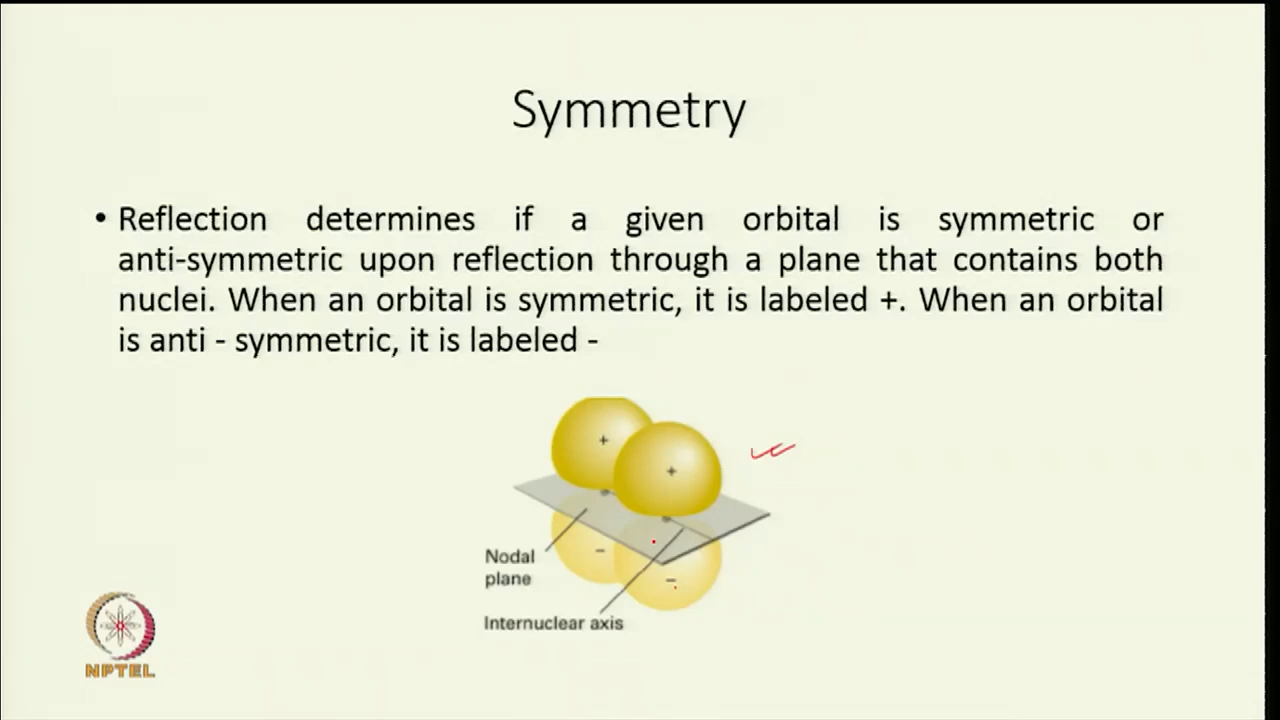 Symmetry
• Reflection determines if a given orbital is symmetric or
anti-symmetric upon reflection through a plane that contains both
nuclei. When an orbital is symmetric, it is labeled +. When an orbital
is anti - symmetric, it is labeled -
+
+
-
-
Nodal
plane
Internuclear axis
NPTEL